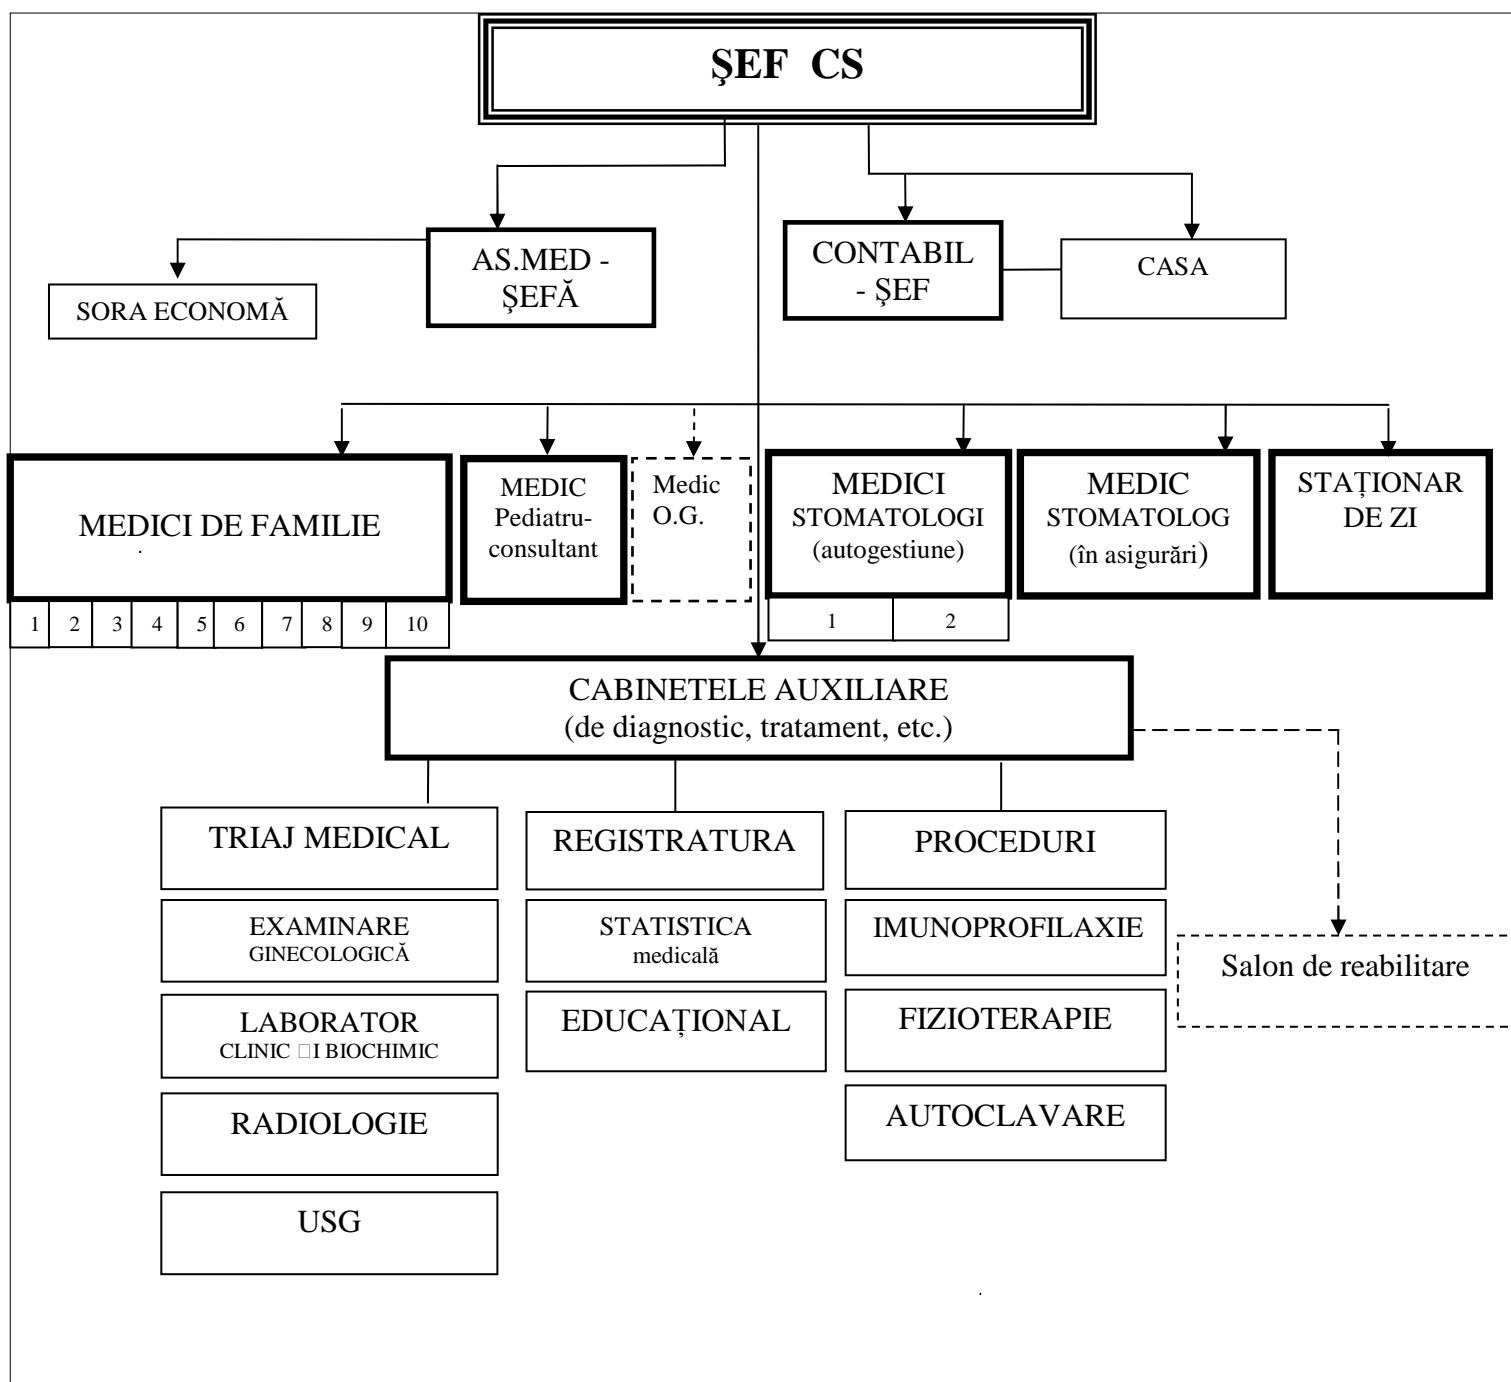 ŞEF CS
AS.MED -
ŞEFĂ
CONTABIL
- ŞEF
CASA
SORA ECONOMĂ
MEDICI DE FAMILIE
MEDIC
Pediatru-
consultant
Medic
O.G.
MEDICI
STOMATOLOGI
(autogestiune)
MEDIC
STOMATOLOG
(în asigurări)
STAȚIONAR
DE ZI
1 2 3 4 5 6 7 8 9 10
1 2
CABINETELE AUXILIARE
(de diagnostic, tratament, etc.)
TRIAJ MEDICAL
REGISTRATURA
PROCEDURI
EXAMINARE
GINECOLOGICĂ
STATISTICA
medicală
IMUNOPROFILAXIE
Salon de reabilitare
LABORATOR
CLINIC □I BIOCHIMIC
EDUCAȚIONAL
FIZIOTERAPIE
RADIOLOGIE
AUTOCLAVARE
USG